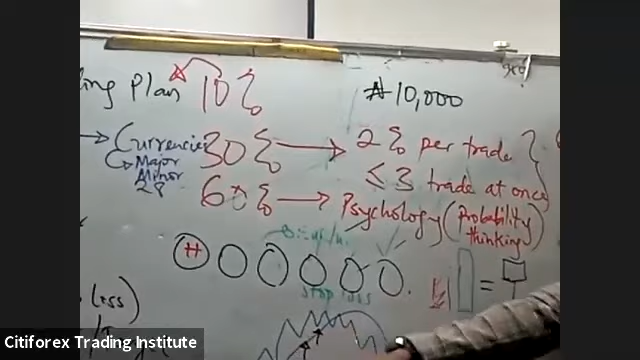 Plan 10%
₦10,000
Currencies 30% → 2% per trade
Major
Minor
28
≤ 3 trade at once
60% → Psychology (Probability thinking)
H
stop loss
loss)
Citiforex Trading Institute